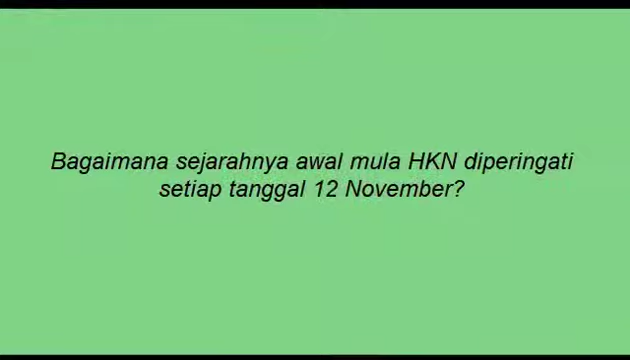 Bagaimana sejarahnya awal mula HKN diperingati
setiap tanggal 12 November?